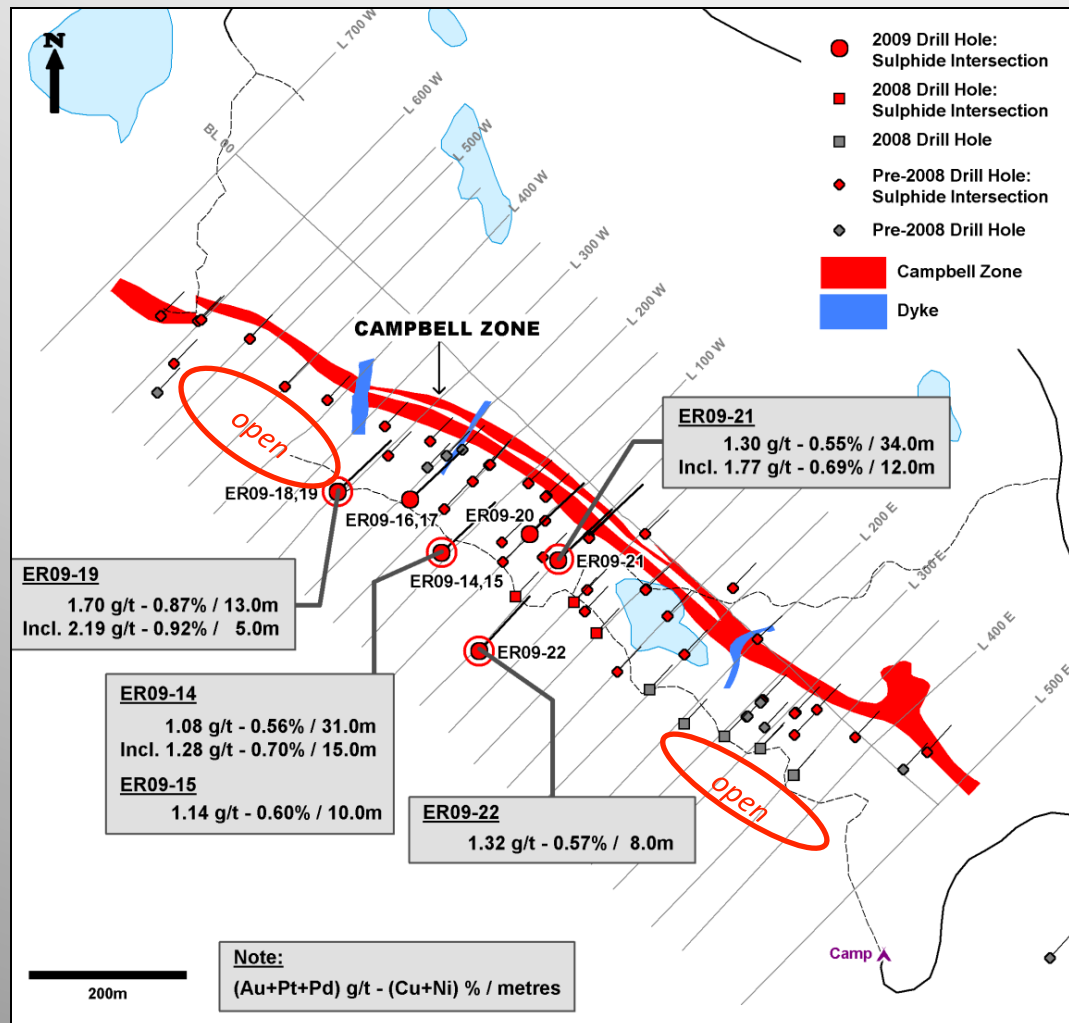 N
L 700 W
L 600 W
BL 00
L 500 W
L 400 W
L 300 W
L 200 W
L 100 W
L 200 E
L 300 E
L 400 E
L 500 E
2009 Drill Hole:
Sulphide Intersection
2008 Drill Hole:
Sulphide Intersection
2008 Drill Hole
Pre-2008 Drill Hole:
Sulphide Intersection
Pre-2008 Drill Hole
Campbell Zone
Dyke
CAMPBELL ZONE
open
ER09-18,19
ER09-16,17
ER09-20
ER09-21
ER09-14,15
ER09-22
ER09-21
1.30 g/t - 0.55% / 34.0m
Incl. 1.77 g/t - 0.69% / 12.0m
ER09-19
1.70 g/t - 0.87% / 13.0m
Incl. 2.19 g/t - 0.92% / 5.0m
ER09-14
1.08 g/t - 0.56% / 31.0m
Incl. 1.28 g/t - 0.70% / 15.0m
ER09-15
1.14 g/t - 0.60% / 10.0m
open
ER09-22
1.32 g/t - 0.57% / 8.0m
Camp
200m
Note:
(Au+Pt+Pd) g/t - (Cu+Ni) % / metres